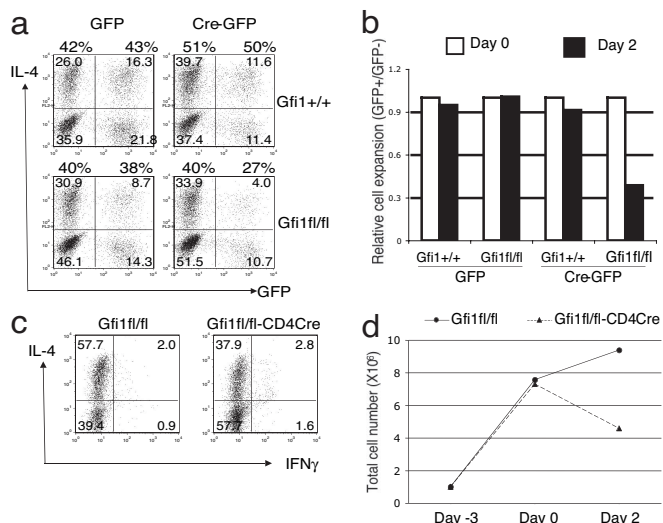 a
GFP
Cre-GFP
42% 43% 51% 50%
IL-4
26.0 16.3 39.7 11.6
Gfi1+/+
35.9 21.8 37.4 11.4
40% 38% 40% 27%
30.9 8.7 33.9 4.0
Gfi1fl/fl
46.1 14.3 51.5 10.7
GFP
b
Day 0
Day 2
Relative cell expansion (GFP+/GFP-)
1.2
0.9
0.6
0.3
0
Gfi1+/+ Gfi1fl/fl Gfi1+/+ Gfi1fl/fl
GFP Cre-GFP
c
Gfi1fl/fl
Gfi1fl/fl-CD4Cre
IL-4
57.7 2.0 37.9 2.8
39.4 0.9 57.7 1.6
IFNγ
d
Gfi1fl/fl
Gfi1fl/fl-CD4Cre
Total cell number (X10⁶)
10
8
6
4
2
0
Day -3 Day 0 Day 2